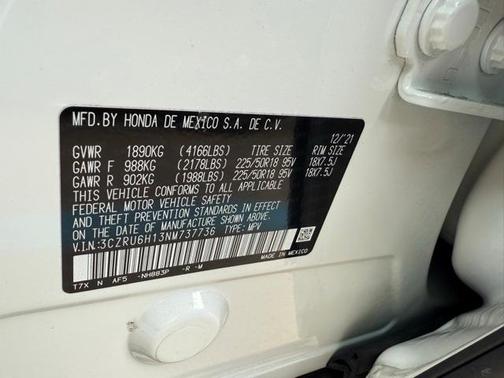 MFD.BY HONDA DE MEXICO S.A. DE C.V.
12/'21
GVWR 1890KG (4166LBS) TIRE SIZE RIM SIZE
GAWR F 988KG (2178LBS) 225/50R18 95V 18X7.5J
GAWR R 902KG (1988LBS) 225/50R18 95V 18X7.5J
THIS VEHICLE CONFORMS TO ALL APPLICABLE
FEDERAL MOTOR VEHICLE SAFETY, BUMPER,
AND THEFT PREVENTION STANDARDS IN EFFECT
ON THE DATE OF MANUFACTURE SHOWN ABOVE.
V.I.N:3CZRU6H13NM737736 TYPE: MPV
T7X N AF5 -NH883P -R -M
MADE IN MEXICO